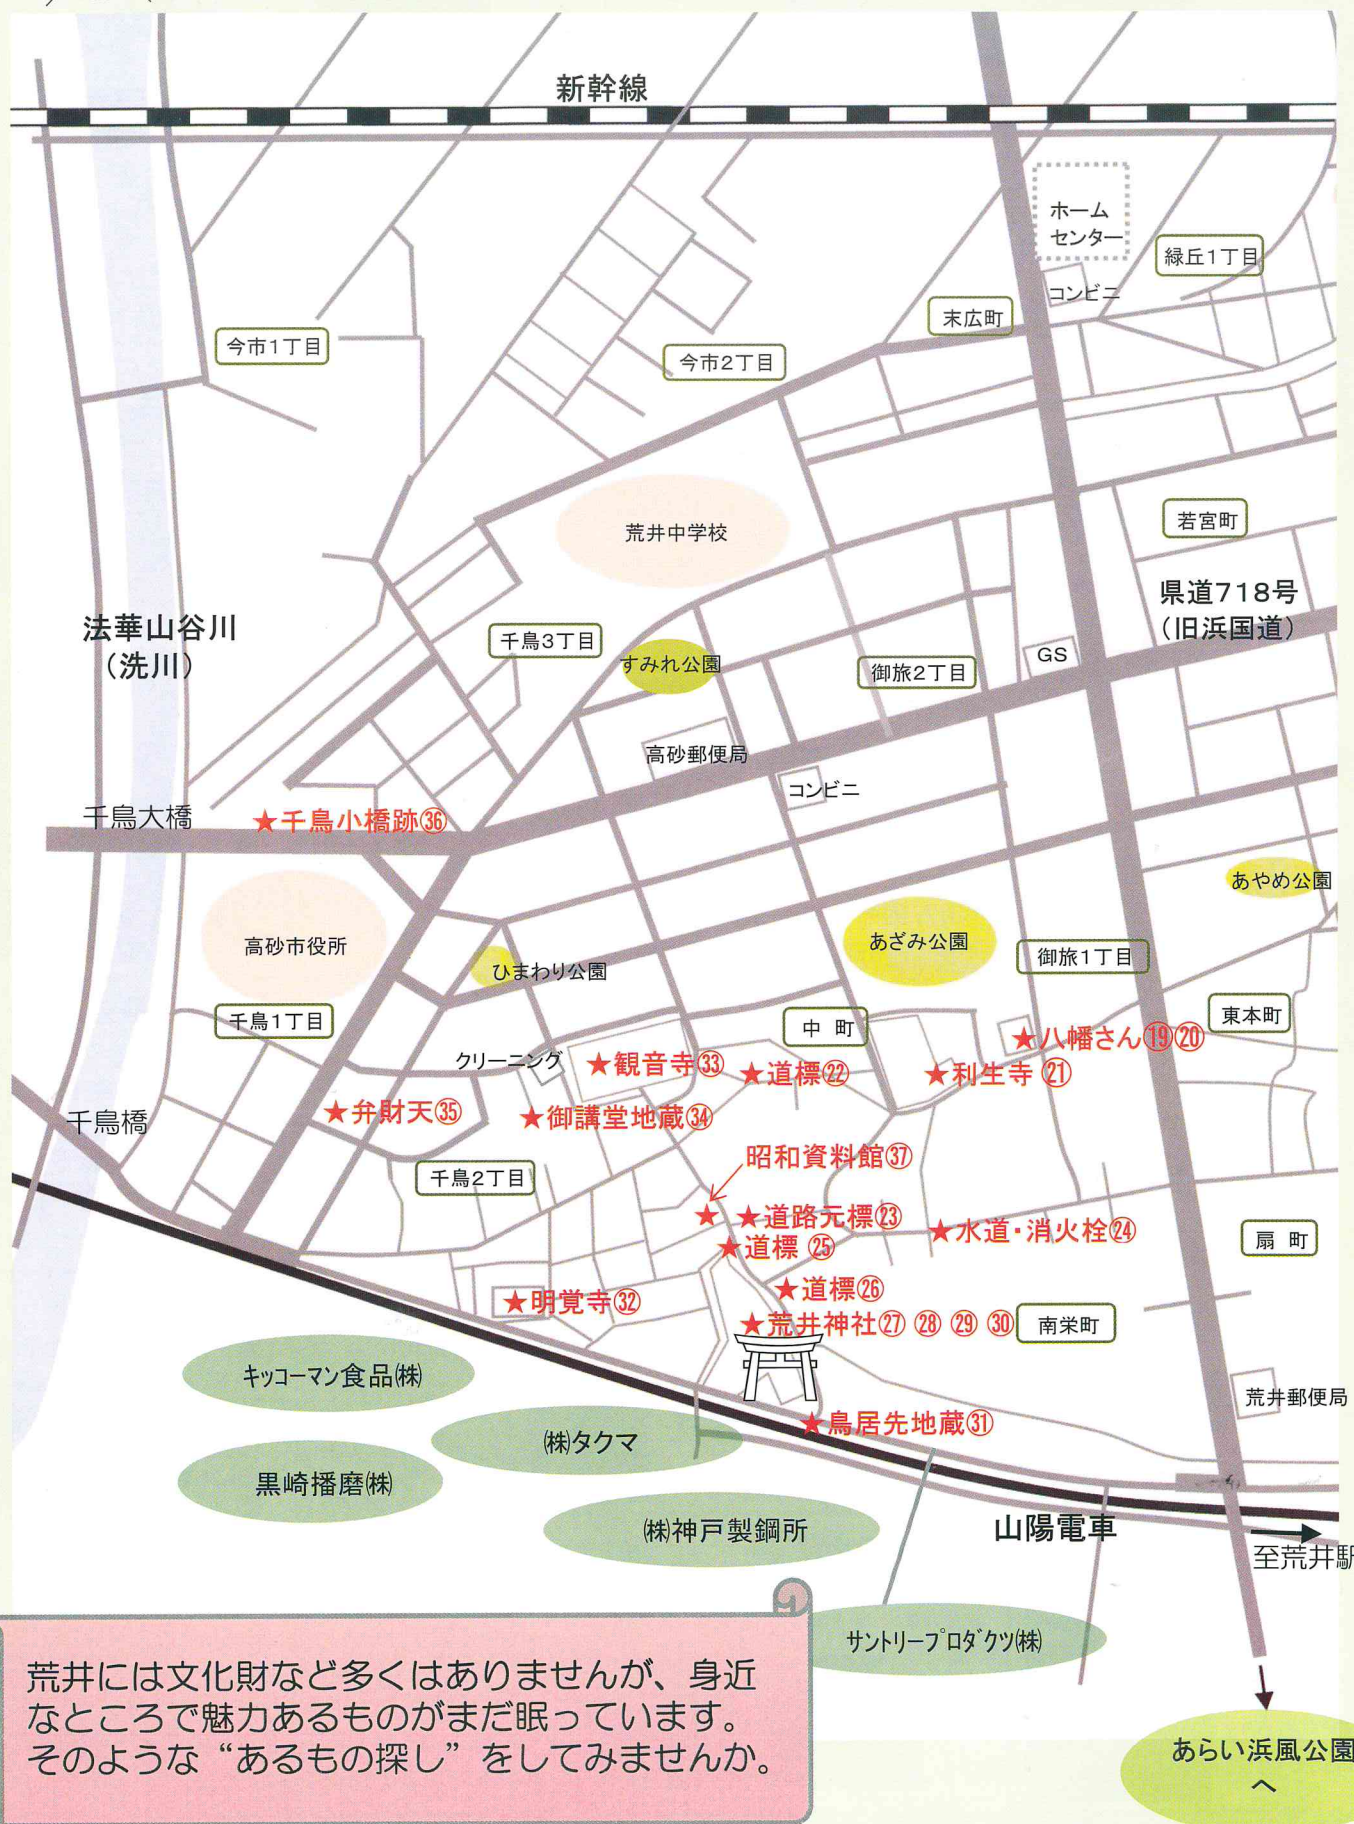 新幹線
ホーム
センター
緑丘1丁目
コンビニ
末広町
今市1丁目
今市2丁目
荒井中学校
若宮町
県道718号
(旧浜国道)
法華山谷川
(洗川)
千鳥3丁目
すみれ公園
御旅2丁目
GS
高砂郵便局
コンビニ
千鳥大橋
★千鳥小橋跡㊱
あやめ公園
高砂市役所
あざみ公園
御旅1丁目
ひまわり公園
千鳥1丁目
中 町
東本町
★八幡さん⑲⑳
クリーニング
★観音寺㉝
★道標㉒
★利生寺㉑
千鳥橋
★弁財天㉟
★御講堂地蔵㉞
昭和資料館㊲
★
千鳥2丁目
★道路元標㉓
★水道・消火栓㉔
★道標 ㉕
扇 町
★道標㉖
★明覚寺㉜
★荒井神社㉗ ㉘ ㉙ ㉚
南栄町
キッコーマン食品㈱
荒井郵便局
★鳥居先地蔵㉛
㈱タクマ
黒崎播磨㈱
㈱神戸製鋼所
山陽電車
至荒井駅
サントリープロダクツ㈱
荒井には文化財など多くはありませんが、身近
なところで魅力あるものがまだ眠っています。
そのような“あるもの探し”をしてみませんか。
あらい浜風公園
へ